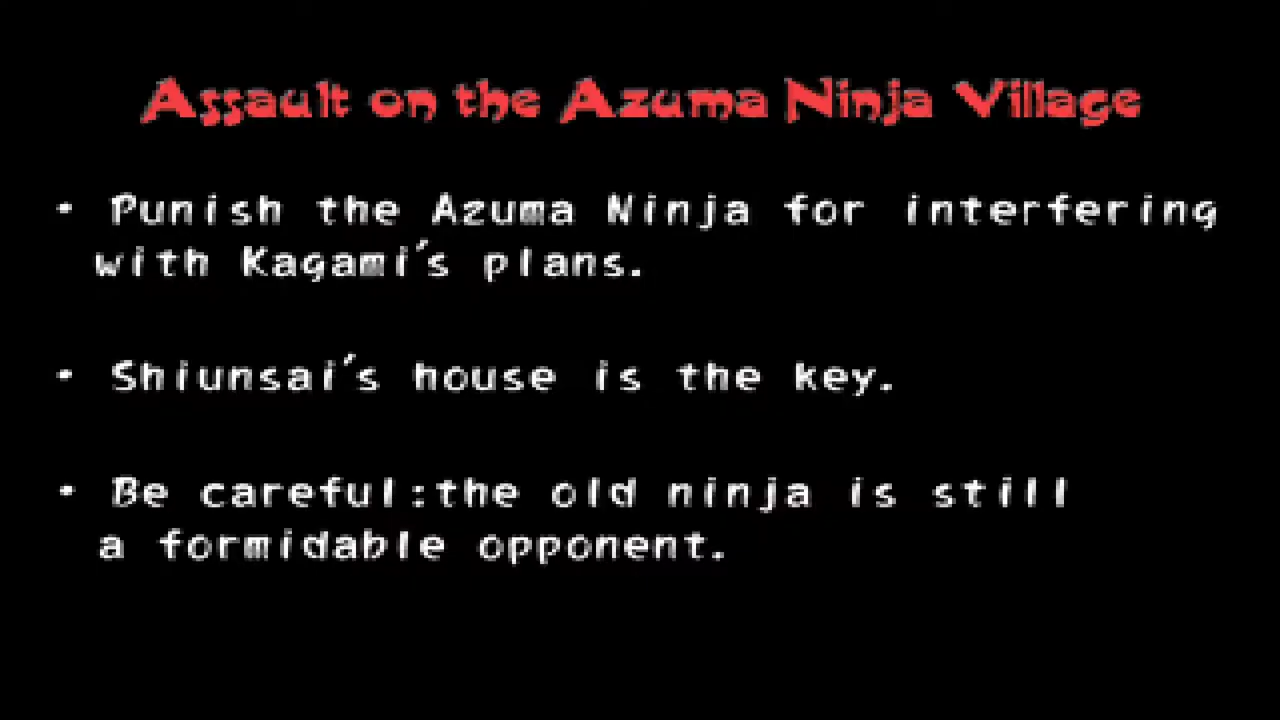 Assault on the Azuma Ninja Village
• Punish the Azuma Ninja for interfering
with Kagami's plans.
• Shiunsai's house is the key.
• Be careful:the old ninja is still
a formidable opponent.